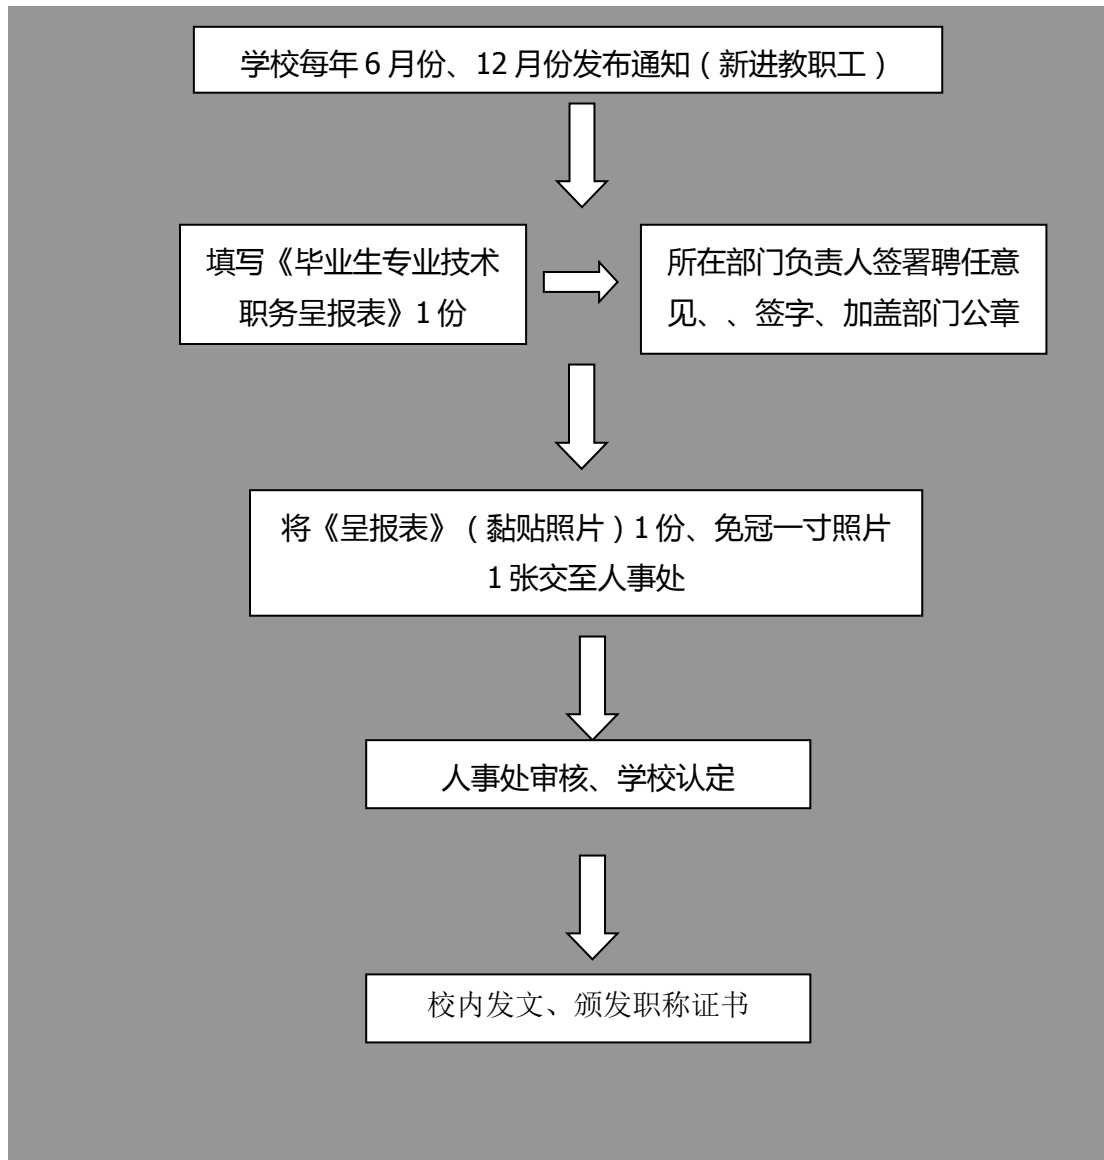 学校每年6月份、12月份发布通知（新进教职工）
填写《毕业生专业技术
职务呈报表》1份
所在部门负责人签署聘任意
见、、签字、加盖部门公章
将《呈报表》（黏贴照片）1份、免冠一寸照片
1张交至人事处
人事处审核、学校认定
校内发文、颁发职称证书